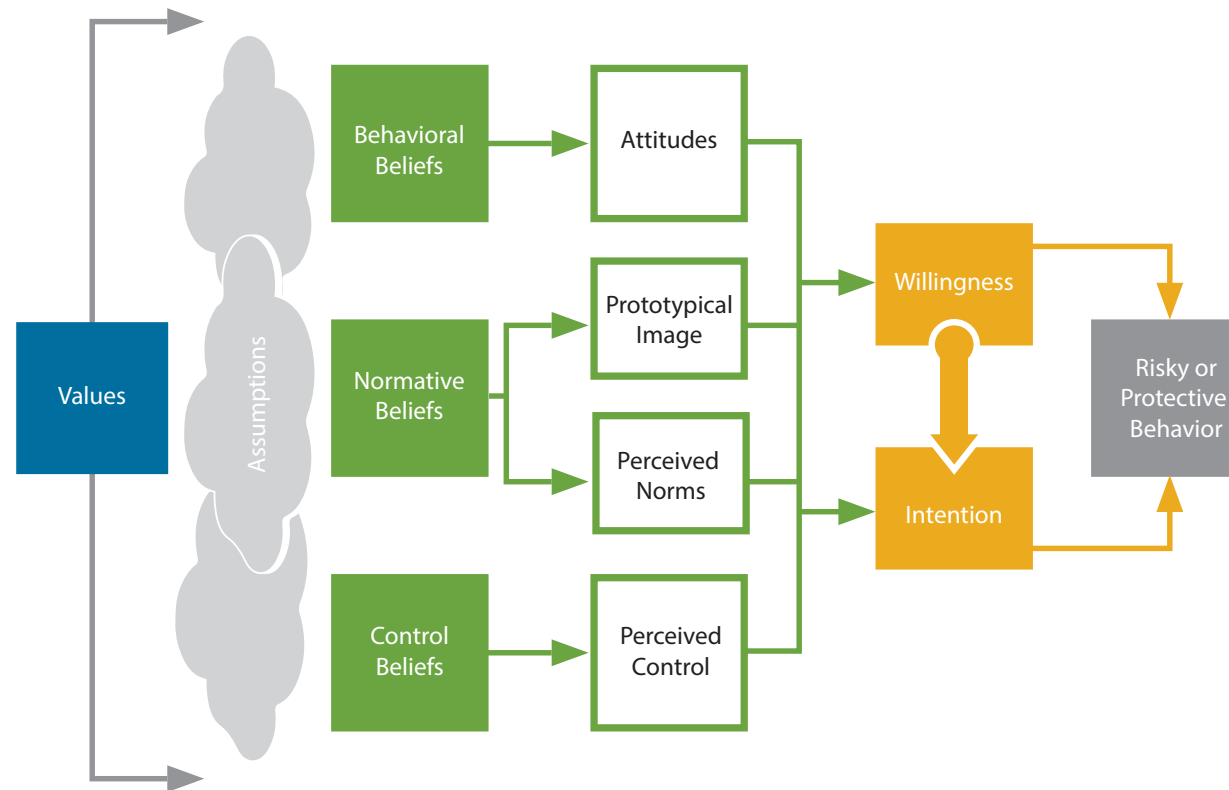 Values
Assumptions
Behavioral
Beliefs
Attitudes
Normative
Beliefs
Prototypical
Image
Perceived
Norms
Control
Beliefs
Perceived
Control
Willingness
Intention
Risky or
Protective
Behavior